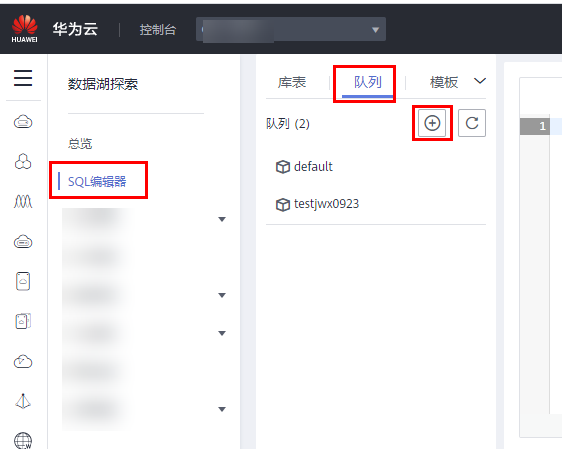 HUAWEI
华为云
控制台
数据湖探索
总览
SQL编辑器
库表
队列
模板
队列 (2)
default
testjwx0923
1